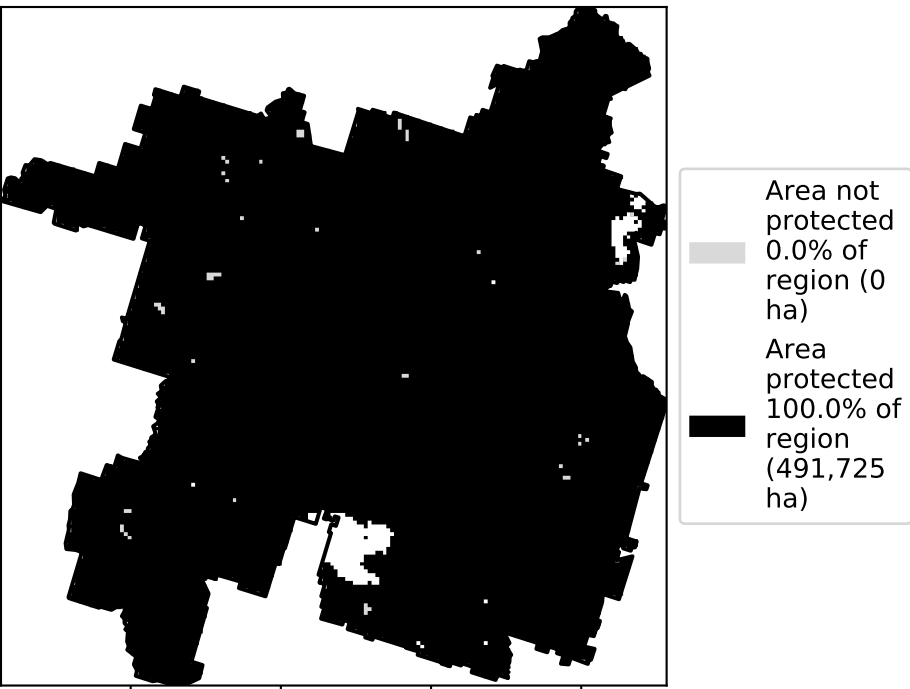 Area not
protected
0.0% of
region (0
ha)
Area
protected
100.0% of
region
(491,725
ha)